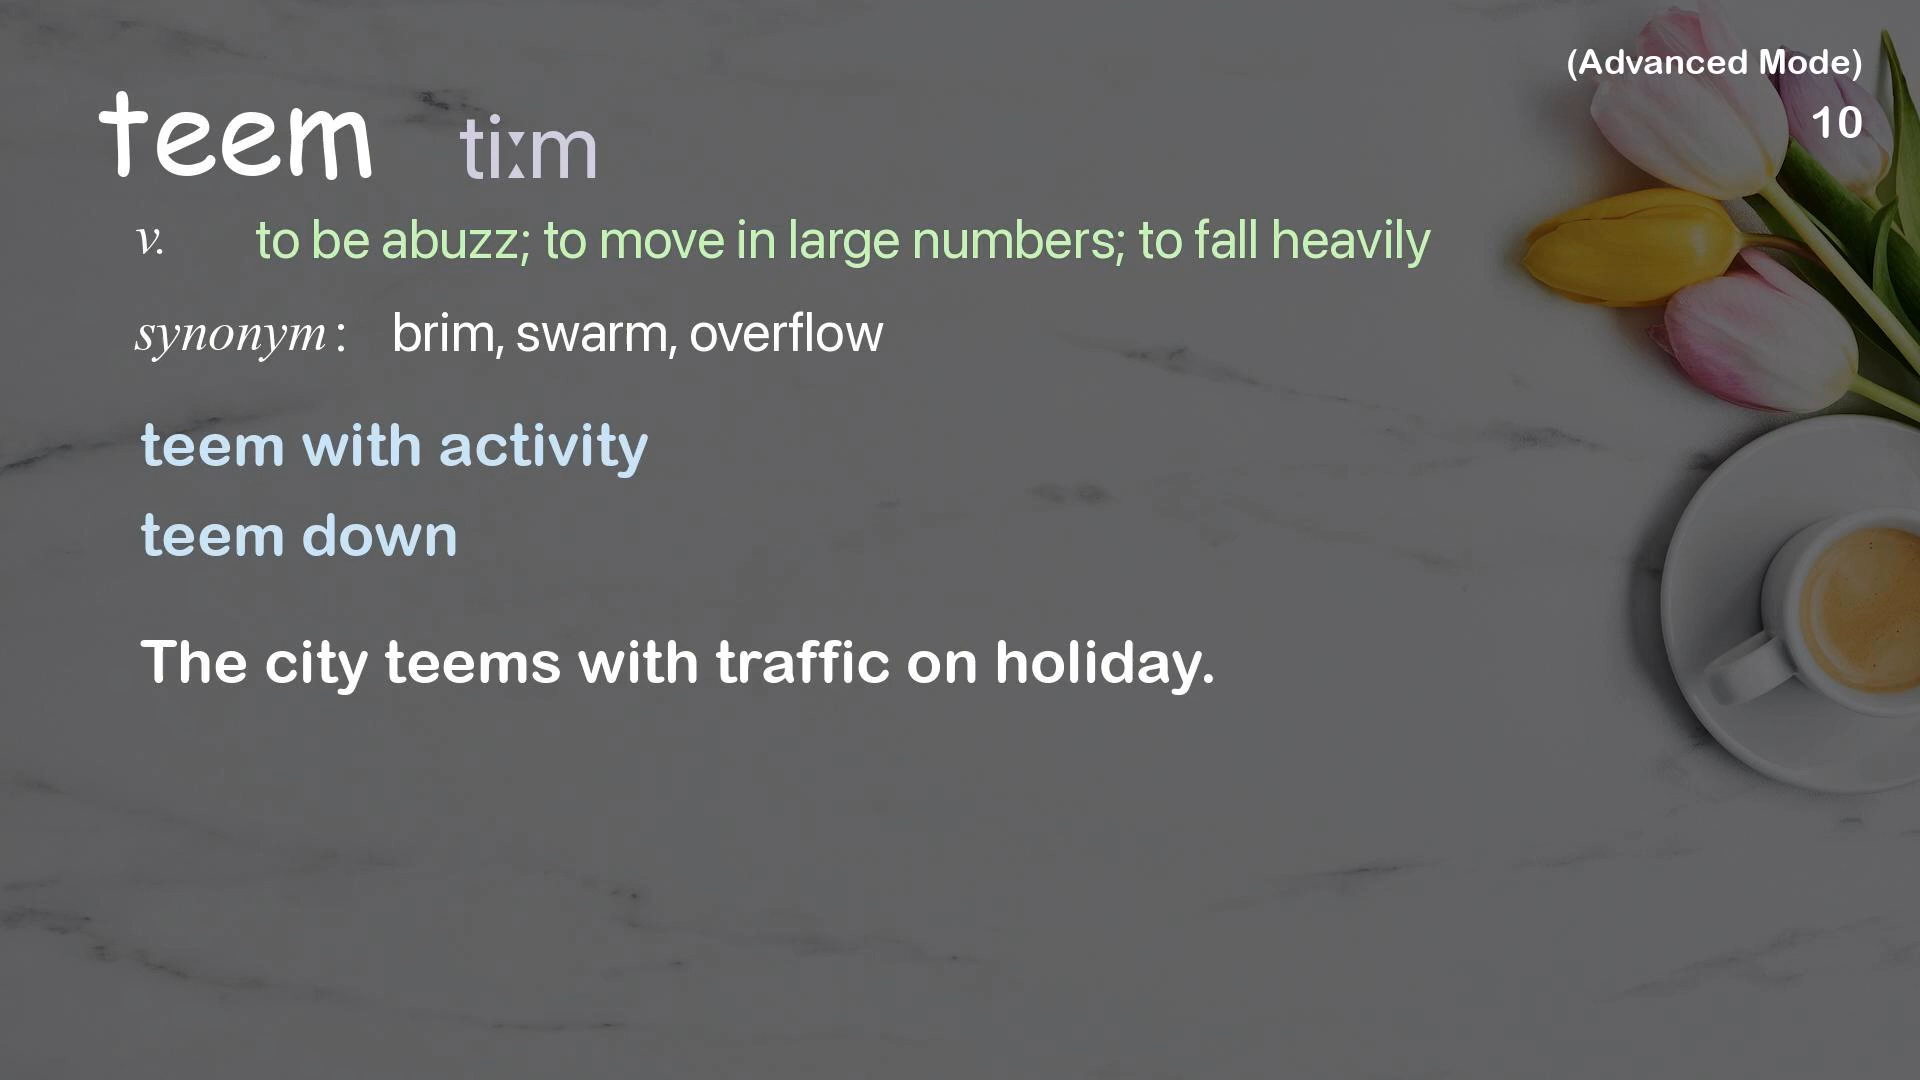 (Advanced Mode)
10
teem tiːm
v. to be abuzz; to move in large numbers; to fall heavily
synonym: brim, swarm, overflow
teem with activity
teem down
The city teems with traffic on holiday.